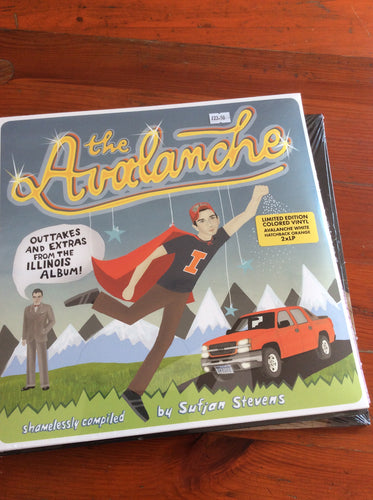 the
Avalanche
OUTTAKES
AND EXTRAS
FROM THE
ILLINOIS
ALBUM!
I
LIMITED EDITION
COLORED VINYL
AVALANCHE WHITE
HATCHBACK ORANGE
2xLP
shamelessly compiled by Sufjan Stevens